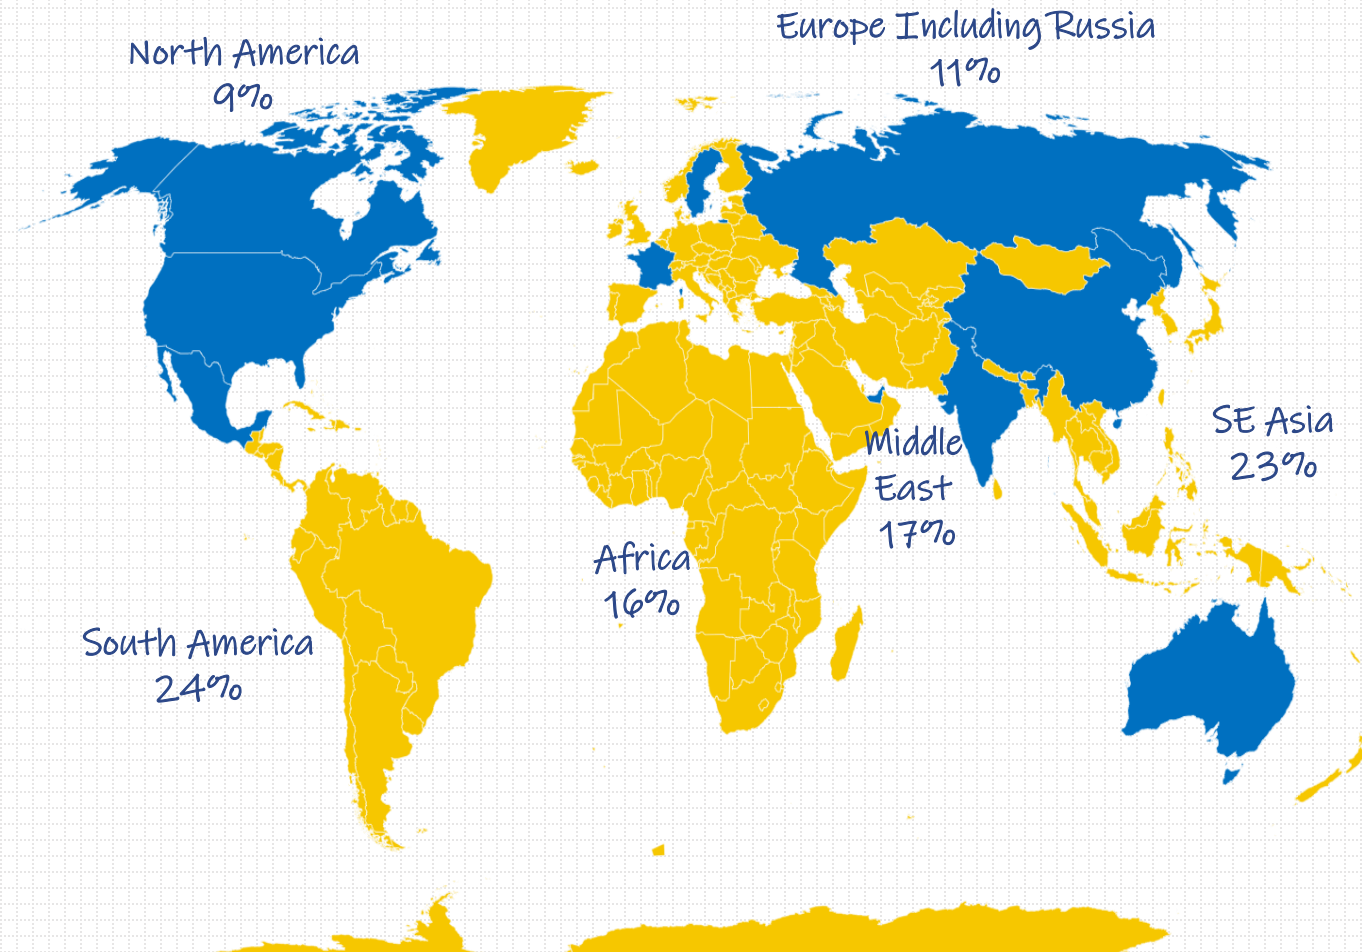 North America
9%
Europe Including Russia
11%
SE Asia
23%
Middle
East
17%
Africa
16%
South America
24%